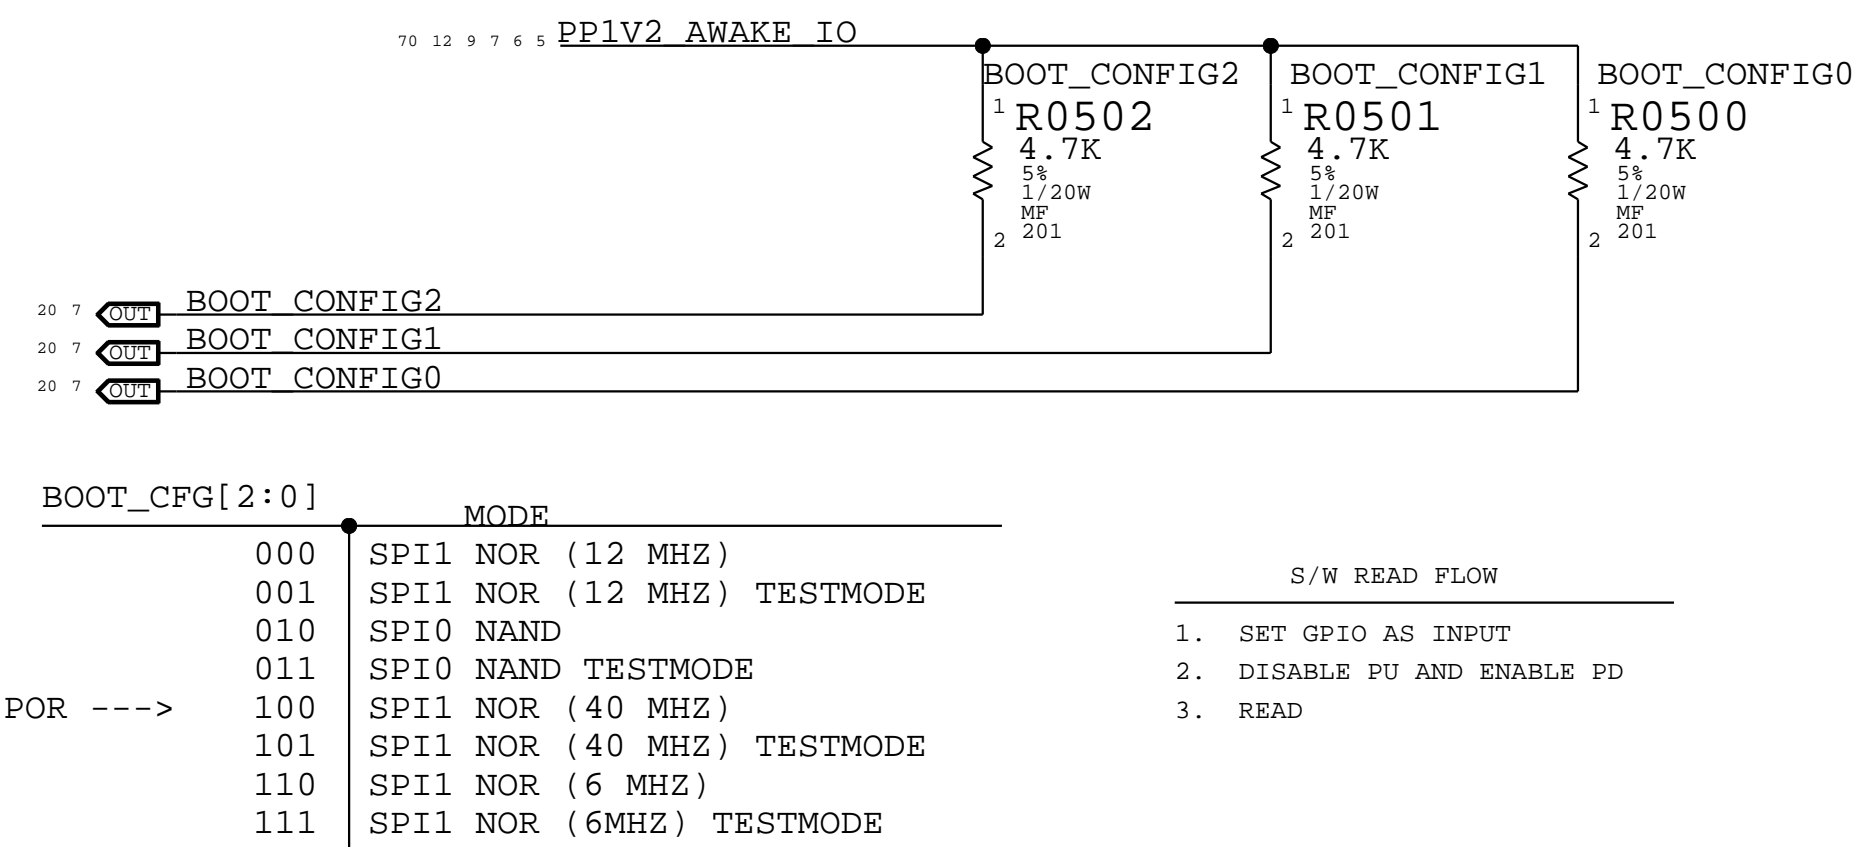 70 12 9 7 6 5 PP1V2_AWAKE_IO
BOOT_CONFIG2 BOOT_CONFIG1 BOOT_CONFIG0
1 R0502 1 R0501 1 R0500
4.7K 4.7K 4.7K
5% 5% 5%
1/20W 1/20W 1/20W
MF MF MF
2 201 2 201 2 201
20 7 OUT BOOT_CONFIG2
20 7 OUT BOOT_CONFIG1
20 7 OUT BOOT_CONFIG0
BOOT_CFG[2:0] MODE
000 SPI1 NOR (12 MHZ)
001 SPI1 NOR (12 MHZ) TESTMODE
010 SPI0 NAND
011 SPI0 NAND TESTMODE
POR ---> 100 SPI1 NOR (40 MHZ)
101 SPI1 NOR (40 MHZ) TESTMODE
110 SPI1 NOR (6 MHZ)
111 SPI1 NOR (6MHZ) TESTMODE
S/W READ FLOW
1. SET GPIO AS INPUT
2. DISABLE PU AND ENABLE PD
3. READ